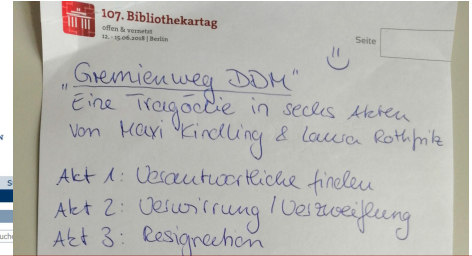 107. Bibliothekartag
offen & vernetzt
12. - 15.06.2018 | Berlin
Seite
"Gremienweg DDM"
Eine Tragödie in sechs Akten
von Maxi Kindling & Laura Rothfritz
Akt 1: Verantwortliche finden
Akt 2: Verwirrung / Verzweiflung
Akt 3: Resignation